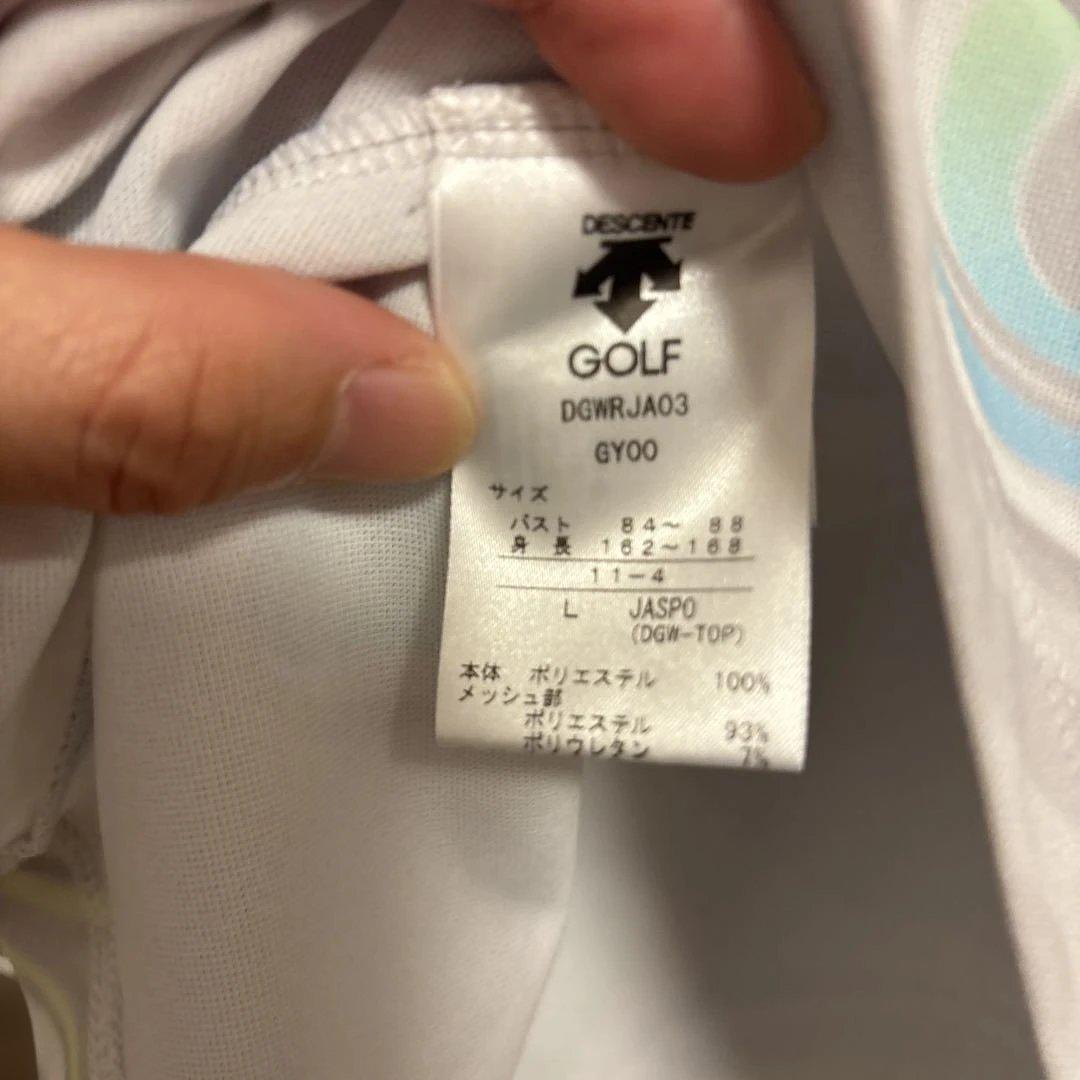 DESCENTE
GOLF
DGWRJA03
GY00
サイズ
バスト 84〜 88
身 長 162〜168
11-4
L JASPO
(DGW-TOP)
本体 ポリエステル 100%
メッシュ部
ポリエステル 93%
ポリウレタン 7%